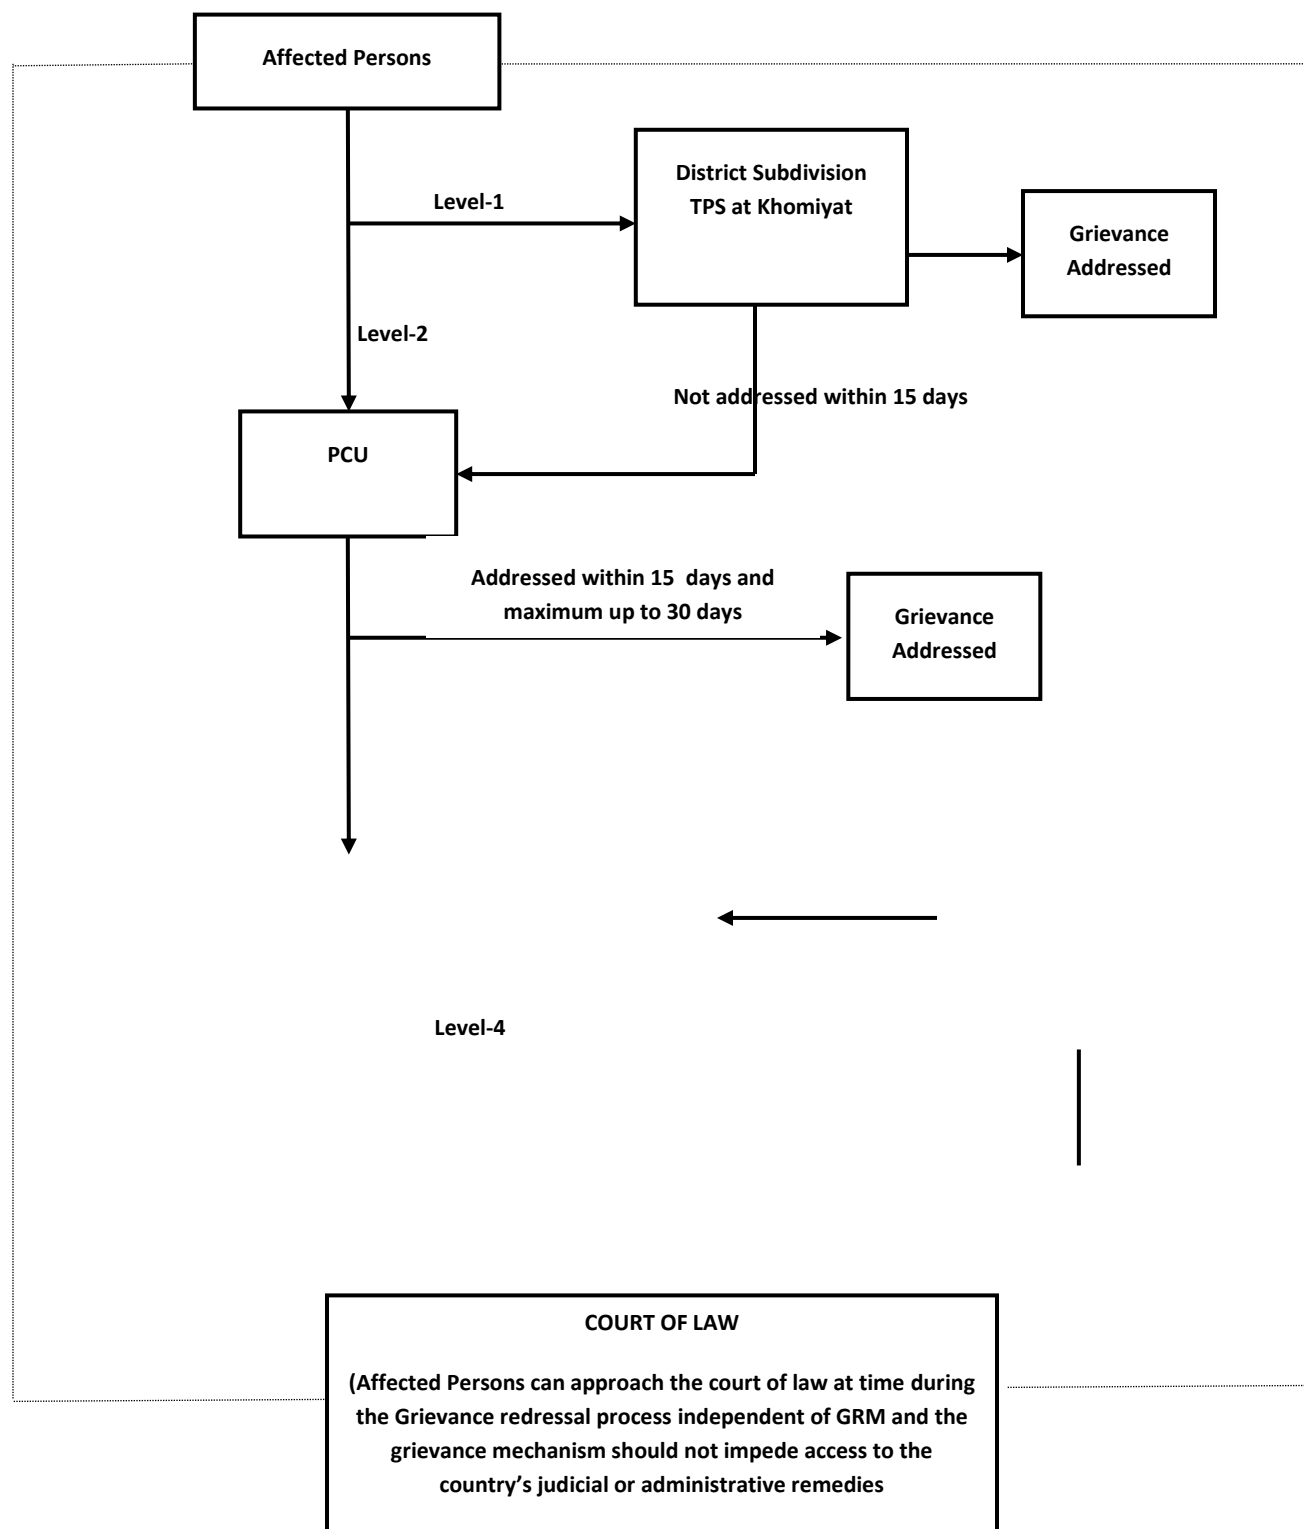 Affected Persons
District Subdivision
TPS at Khomiyat
Level-1
Grievance
Addressed
Level-2
Not addressed within 15 days
PCU
Addressed within 15  days and
maximum up to 30 days
Grievance
Addressed
Level-4
COURT OF LAW
(Affected Persons can approach the court of law at time during
the Grievance redressal process independent of GRM and the
grievance mechanism should not impede access to the
country’s judicial or administrative remedies